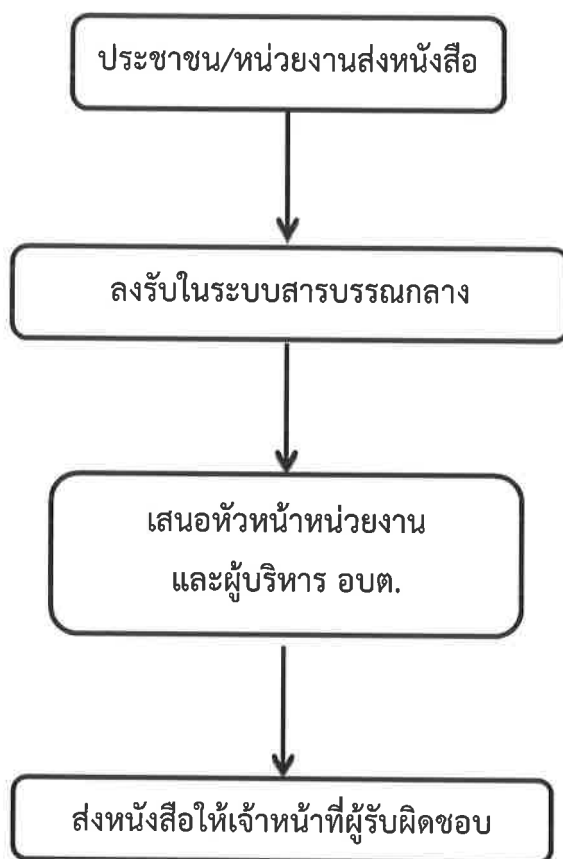 ประชาชน/หน่วยงานส่งหนังสือ
ลงรับในระบบสารบรรณกลาง
เสนอหัวหน้าหน่วยงาน
และผู้บริหาร อบต.
ส่งหนังสือให้เจ้าหน้าที่ผู้รับผิดชอบ